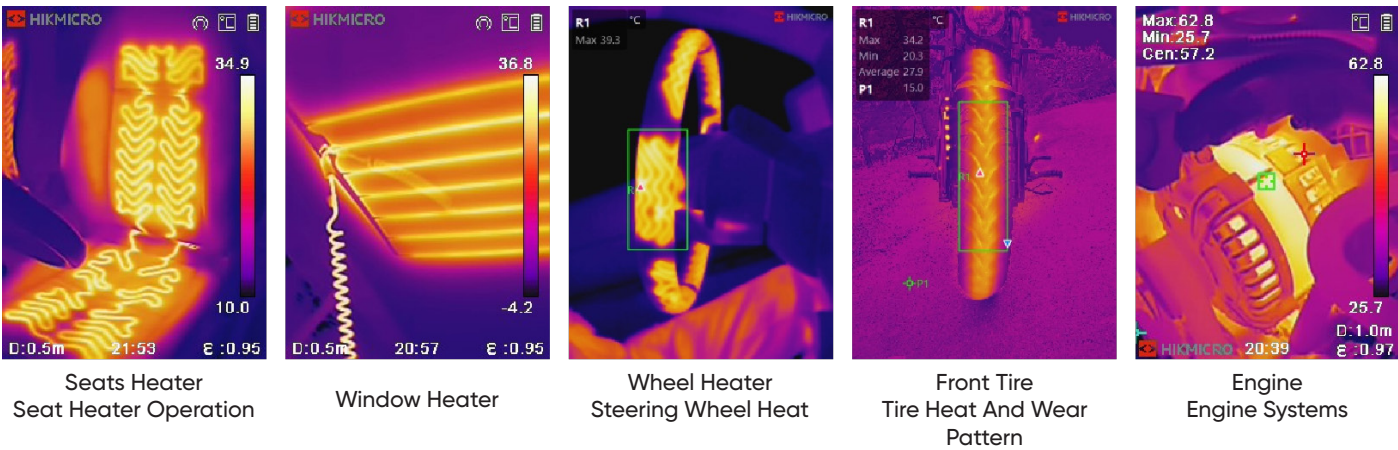 HIKMICRO
℃
34.9
10.0
D:0.5m 21:53 ε:0.95
HIKMICRO
℃
36.8
-4.2
D:0.5m 20:57 ε:0.95
R1 °C
Max 39.3
HIKMICRO
R1
R1 °C
Max 34.2
Min 20.3
Average 27.9
P1 15.0
HIKMICRO
R1
P1
Max:62.8
Min:25.7
Cen:57.2
℃
62.8
25.7
D:1.0m
HIKMICRO 20:39 ε:0.97
Seats Heater
Seat Heater Operation
Window Heater
Wheel Heater
Steering Wheel Heat
Front Tire
Tire Heat And Wear
Pattern
Engine
Engine Systems